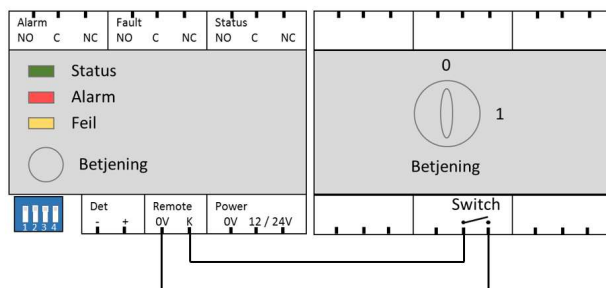 Alarm Fault Status
NO C NC NO C NC NO C NC
Status
Alarm
Feil
Betjening
0
1
Betjening
1 2 3 4
Det Remote Power
- + 0V K 0V 12 / 24V
Switch